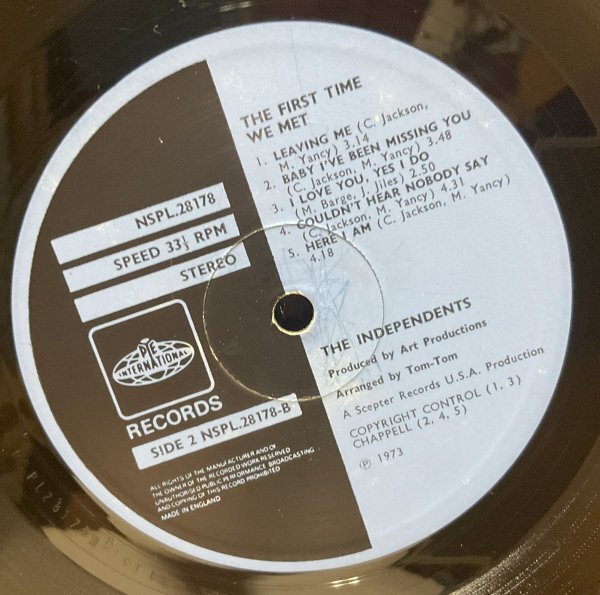 THE FIRST TIME
WE MET
1. LEAVING ME (C. Jackson,
M. Yancy) 3.14
2. BABY I'VE BEEN MISSING YOU
(C. Jackson, M. Yancy) 3.48
3. I LOVE YOU, YES I DO
(M. Barge, J. Jiles) 2.50
4. COULDN'T HEAR NOBODY SAY
(C. Jackson, M. Yancy) 4.31
5. HERE I AM (C. Jackson, M. Yancy)
4.18
NSPL.28178
SPEED 33⅓ RPM
STEREO
PYE
INTERNATIONAL
RECORDS
SIDE 2 NSPL.28178-B
THE INDEPENDENTS
Produced by Art Productions
Arranged by Tom-Tom
A Scepter Records U.S.A. Production
COPYRIGHT CONTROL (1, 3)
CHAPPELL (2, 4, 5)
℗ 1973
ALL RIGHTS OF THE MANUFACTURER AND OF
THE OWNER OF THE RECORDED WORK RESERVED
UNAUTHORISED PUBLIC PERFORMANCE BROADCASTING
AND COPYING OF THIS RECORD PROHIBITED
MADE IN ENGLAND